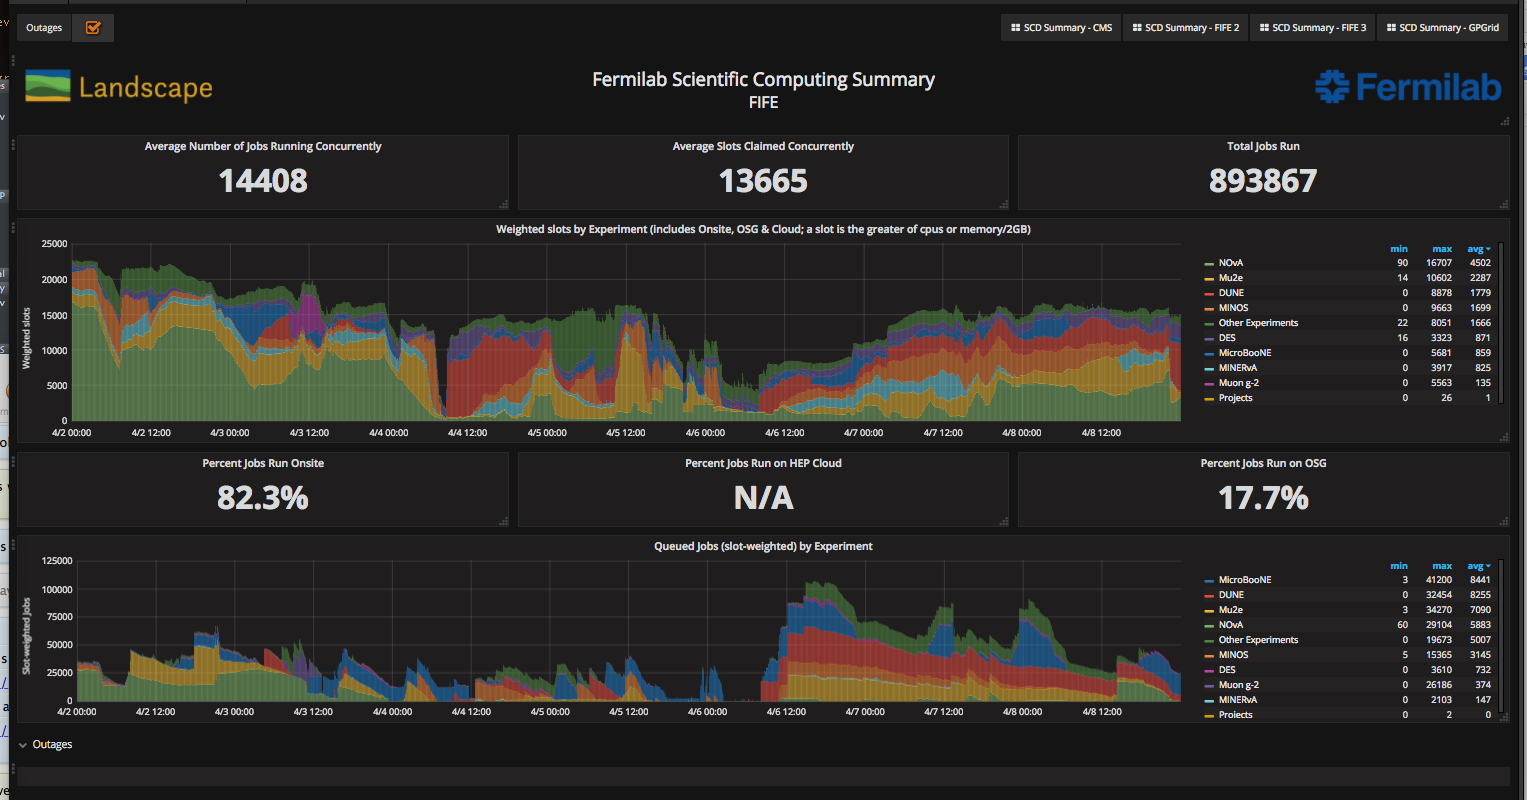 Outages
SCD Summary - CMS
SCD Summary - FIFE 2
SCD Summary - FIFE 3
SCD Summary - GPGrid
Landscape
Fermilab Scientific Computing Summary
FIFE
Fermilab
Average Number of Jobs Running Concurrently
14408
Average Slots Claimed Concurrently
13665
Total Jobs Run
893867
Weighted slots by Experiment (includes Onsite, OSG & Cloud; a slot is the greater of cpus or memory/2GB)
Weighted slots
25000
20000
15000
10000
5000
0
4/2 00:00 4/2 12:00 4/3 00:00 4/3 12:00 4/4 00:00 4/4 12:00 4/5 00:00 4/5 12:00 4/6 00:00 4/6 12:00 4/7 00:00 4/7 12:00 4/8 00:00 4/8 12:00
min max avg
NOvA 90 16707 4502
Mu2e 14 10602 2287
DUNE 0 8878 1779
MINOS 0 9663 1699
Other Experiments 22 8051 1666
DES 16 3323 871
MicroBooNE 0 5681 859
MINERvA 0 3917 825
Muon g-2 0 5563 135
Projects 0 26 1
Percent Jobs Run Onsite
82.3%
Percent Jobs Run on HEP Cloud
N/A
Percent Jobs Run on OSG
17.7%
Queued Jobs (slot-weighted) by Experiment
Slot-weighted Jobs
125000
100000
75000
50000
25000
0
4/2 00:00 4/2 12:00 4/3 00:00 4/3 12:00 4/4 00:00 4/4 12:00 4/5 00:00 4/5 12:00 4/6 00:00 4/6 12:00 4/7 00:00 4/7 12:00 4/8 00:00 4/8 12:00
min max avg
MicroBooNE 3 41200 8441
DUNE 0 32454 8255
Mu2e 3 34270 7090
NOvA 60 29104 5883
Other Experiments 0 19673 5007
MINOS 5 15365 3145
DES 0 3610 732
Muon g-2 0 26186 374
MINERvA 0 2103 147
Projects 0 2 0
Outages